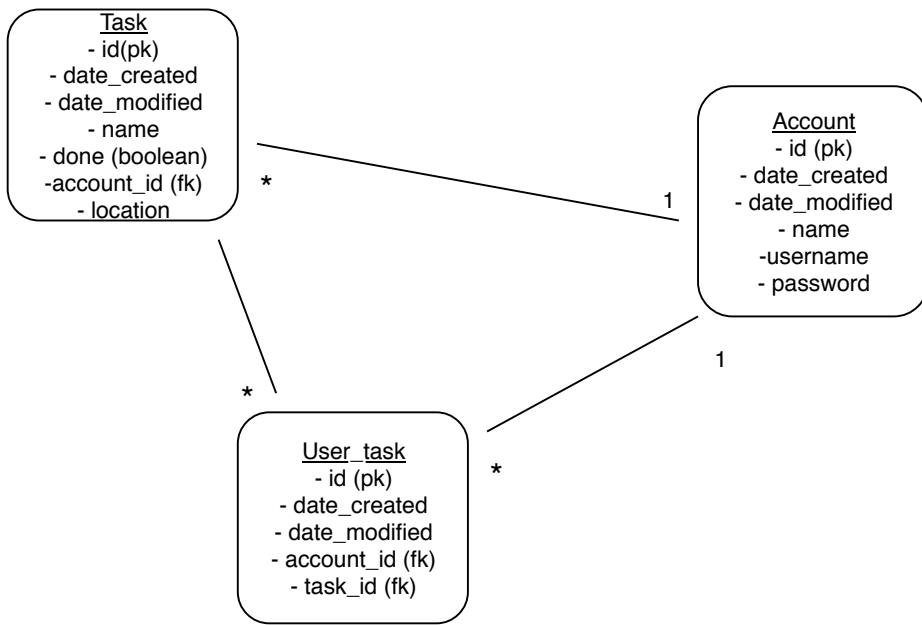 Task
- id(pk)
- date_created
- date_modified
- name
- done (boolean)
-account_id (fk)
- location
*
1
Account
- id (pk)
- date_created
- date_modified
- name
-username
- password
1
*
User_task
- id (pk)
- date_created
- date_modified
- account_id (fk)
- task_id (fk)
*